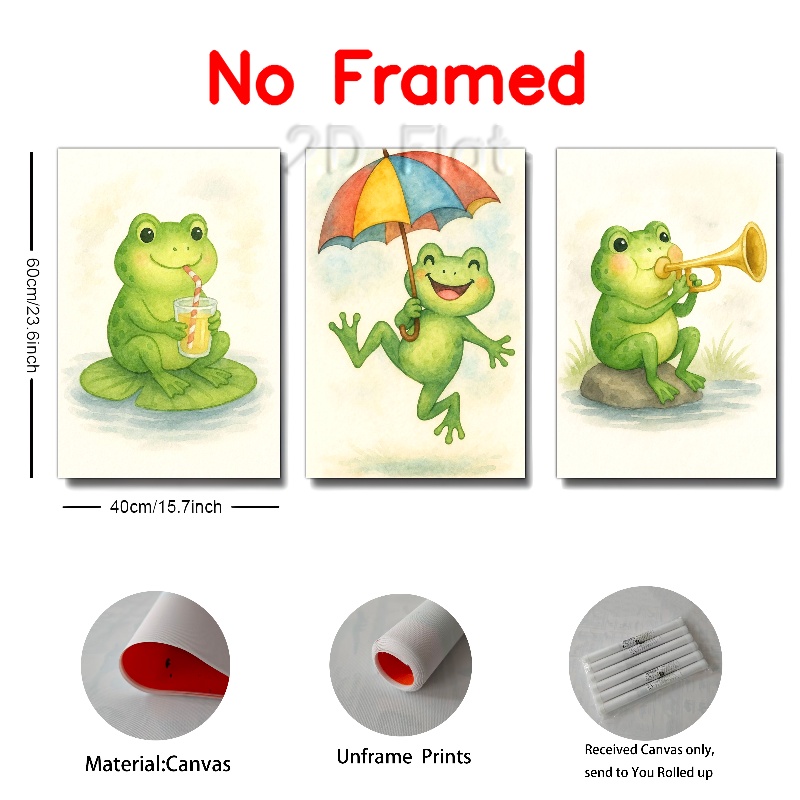 No Framed
2D Flat
60cm/23.6inch
40cm/15.7inch
Material:Canvas
Unframe Prints
Received Canvas only,
send to You Rolled up